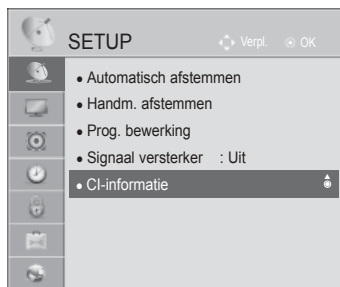 SETUP
Verpl. OK
• Automatisch afstemmen
• Handm. afstemmen
• Prog. bewerking
• Signaal versterker : Uit
• CI-informatie